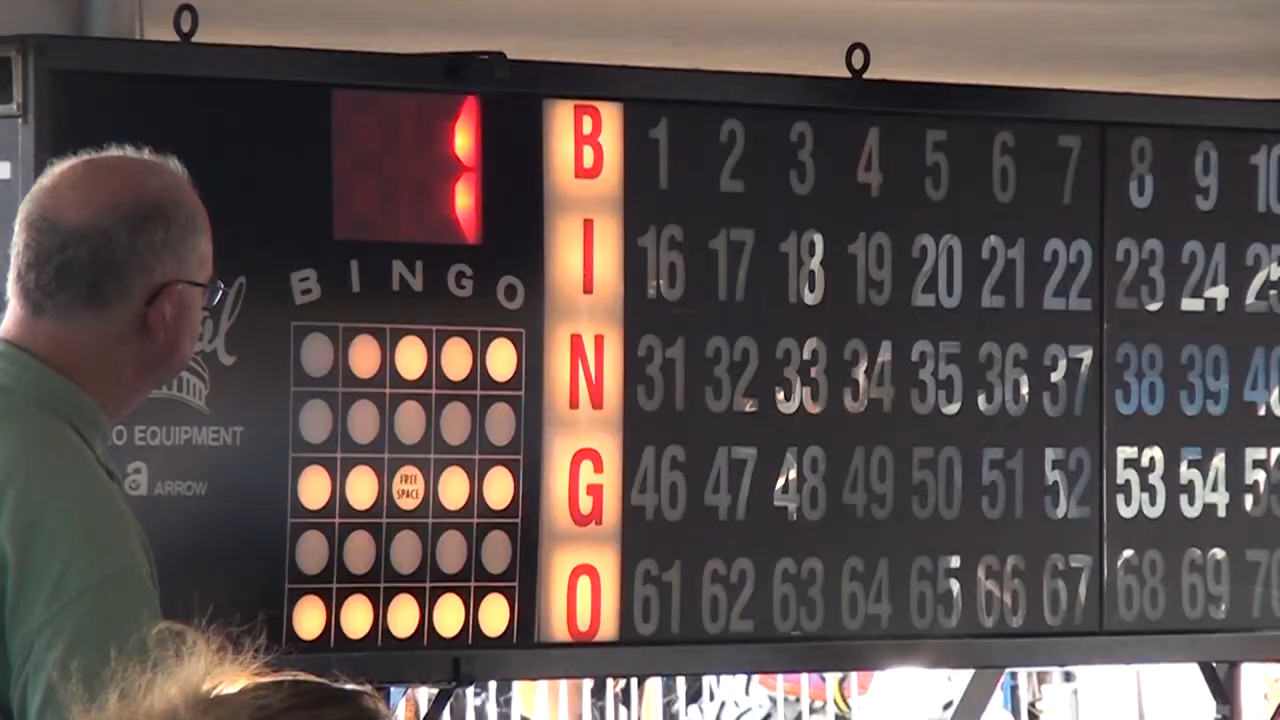 B 1 2 3 4 5 6 7 8 9 10
I 16 17 18 19 20 21 22 23 24 25
N 31 32 33 34 35 36 37 38 39
G 46 47 48 49 50 51 52 53 54
O 61 62 63 64 65 66 67 68 69
BINGO
FREE
SPACE
EQUIPMENT
a ARROW